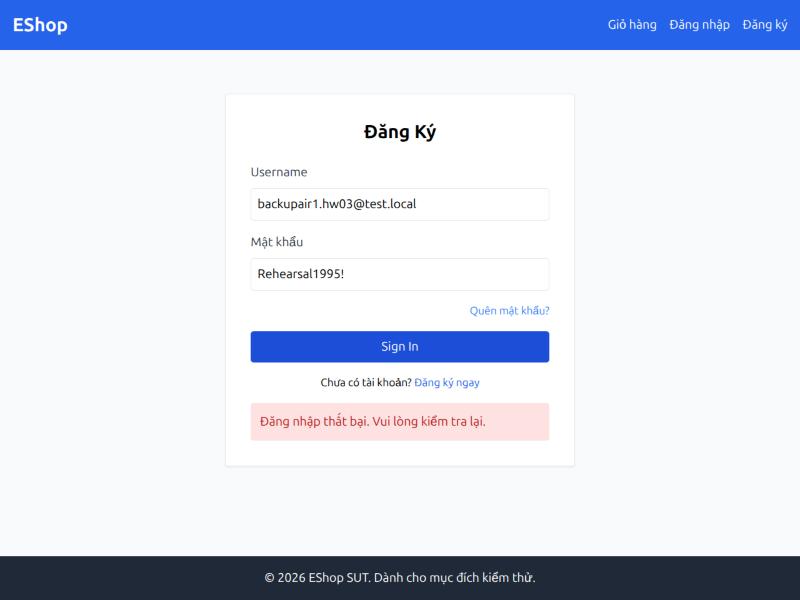 EShop
Giỏ hàng Đăng nhập Đăng ký
Đăng Ký
Username
backupair1.hw03@test.local
Mật khẩu
Rehearsal1995!
Quên mật khẩu?
Sign In
Chưa có tài khoản? Đăng ký ngay
Đăng nhập thất bại. Vui lòng kiểm tra lại.
© 2026 EShop SUT. Dành cho mục đích kiểm thử.